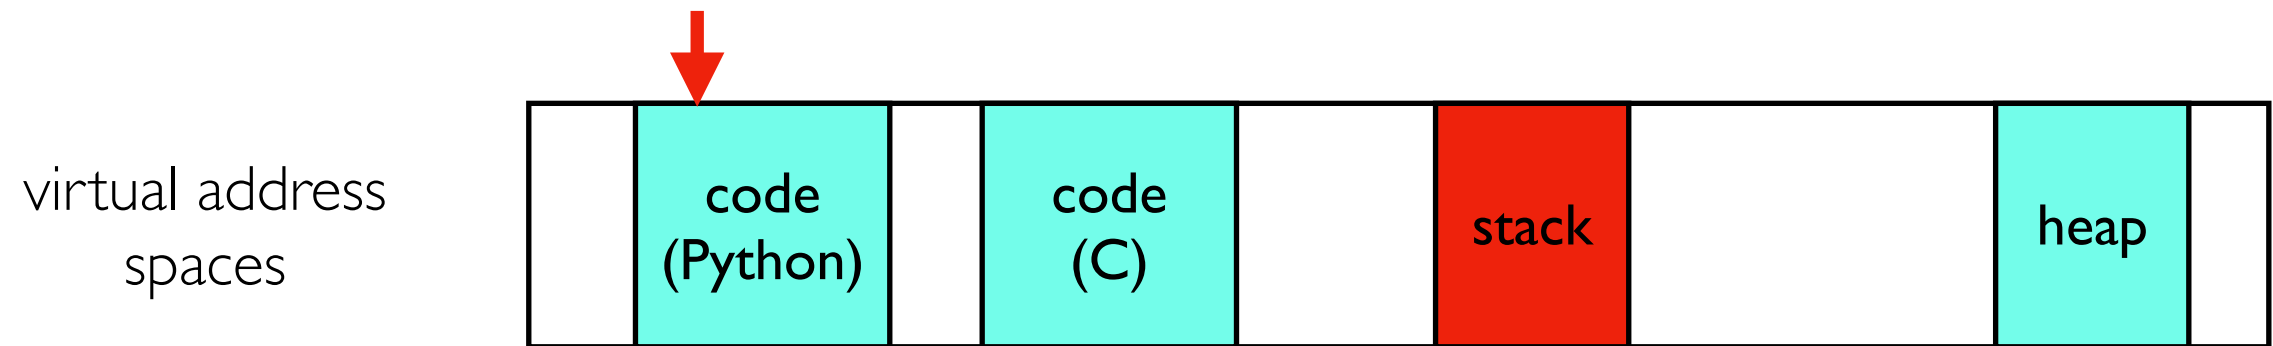 virtual address
spaces
code
(Python)
code
(C)
stack
heap